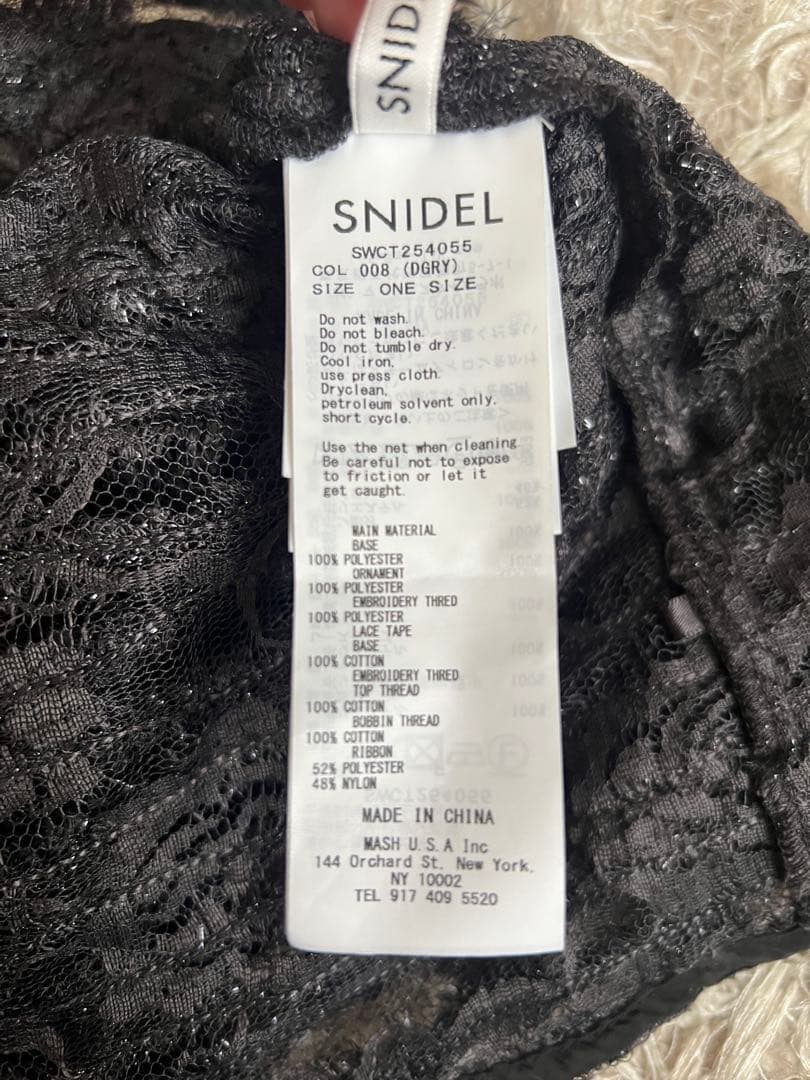 SNIDEL
SNIDEL
SWCT254055
COL 008 (DGRY)
SIZE ONE SIZE
Do not wash.
Do not bleach.
Do not tumble dry.
Cool iron.
use press cloth.
Dryclean.
petroleum solvent only.
short cycle.
Use the net when cleaning
Be careful not to expose
to friction or let it
get caught.
MAIN MATERIAL
BASE
100% POLYESTER
ORNAMENT
100% POLYESTER
EMBROIDERY THRED
100% POLYESTER
LACE TAPE
BASE
100% COTTON
EMBROIDERY THRED
TOP THREAD
100% COTTON
BOBBIN THREAD
100% COTTON
RIBBON
52% POLYESTER
48% NYLON
MADE IN CHINA
MASH U.S.A Inc
144 Orchard St. New York,
NY 10002
TEL 917 409 5520